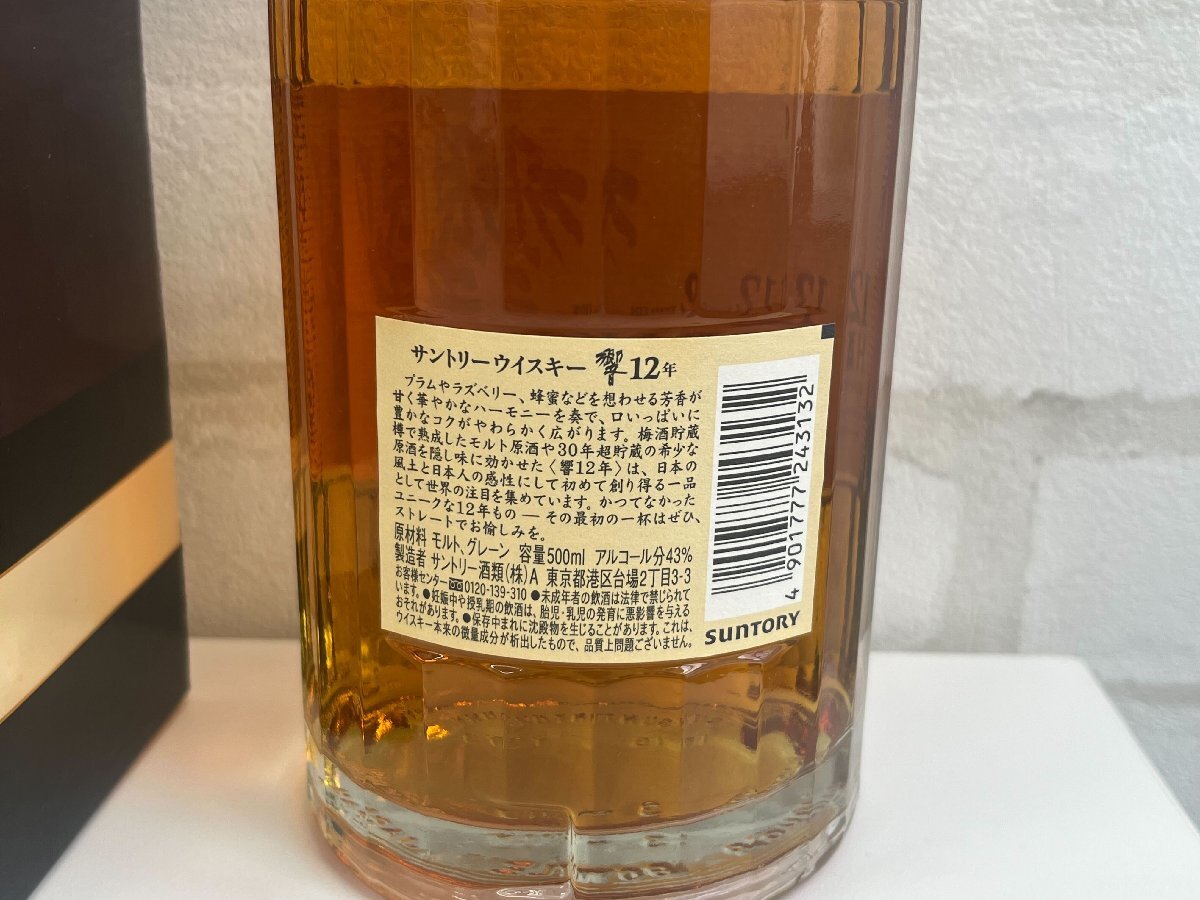 サントリーウイスキー 響 12年
プラムやラズベリー、蜂蜜などを想わせる芳香が
甘く華やかなハーモニーを奏で、口いっぱいに
豊かなコクがやわらかく広がります。梅酒貯蔵
樽で熟成したモルト原酒や30年超貯蔵の希少な
原酒を隠し味に効かせた〈響12年〉は、日本の
風土と日本人の感性にして初めて創り得る一品
として世界の注目を集めています。かつてなかった
ユニークな12年もの ― その最初の一杯はぜひ、
ストレートでお愉しみを。
原材料 モルト、グレーン 容量500ml アルコール分43%
製造者 サントリー酒類(株)A 東京都港区台場2丁目3-3
お客様センター 0120-139-310 ●未成年者の飲酒は法律で禁じられて
います。●妊娠中や授乳期の飲酒は、胎児・乳児の発育に悪影響を与える
おそれがあります。●保存中まれに沈殿物を生じることがあります。これは、
ウイスキー本来の微量成分が析出したもので、品質上問題ございません。
4 901777 243132
SUNTORY